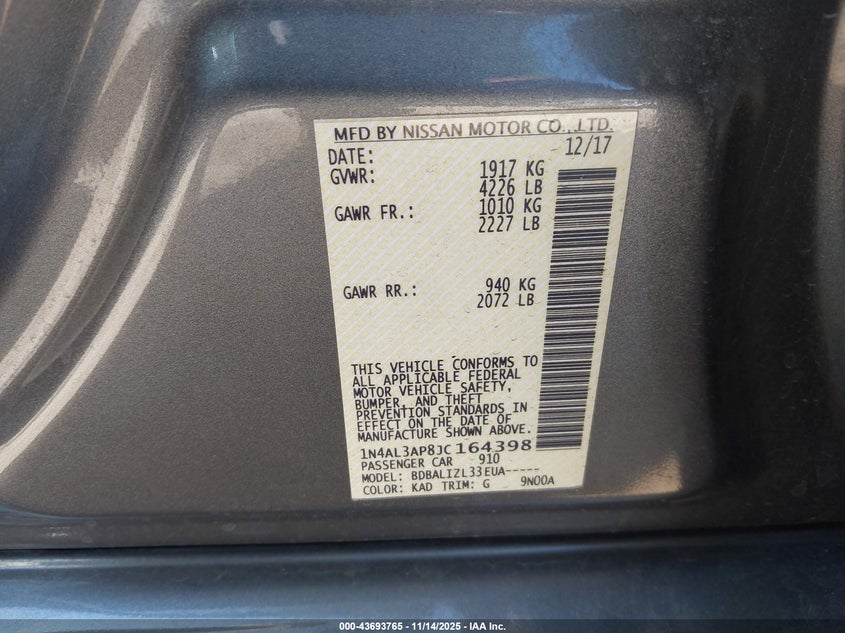 MFD BY NISSAN MOTOR CO., LTD.
DATE: 12/17
GVWR: 1917 KG
4226 LB
GAWR FR.: 1010 KG
2227 LB
GAWR RR.: 940 KG
2072 LB
THIS VEHICLE CONFORMS TO
ALL APPLICABLE FEDERAL
MOTOR VEHICLE SAFETY,
BUMPER, AND THEFT
PREVENTION STANDARDS IN
EFFECT ON THE DATE OF
MANUFACTURE SHOWN ABOVE.
1N4AL3AP8JC164398
PASSENGER CAR 910
MODEL: BDBALIZL33EUA-----
COLOR: KAD TRIM: G 9N00A
000-43693765 - 11/14/2025 - IAA Inc.